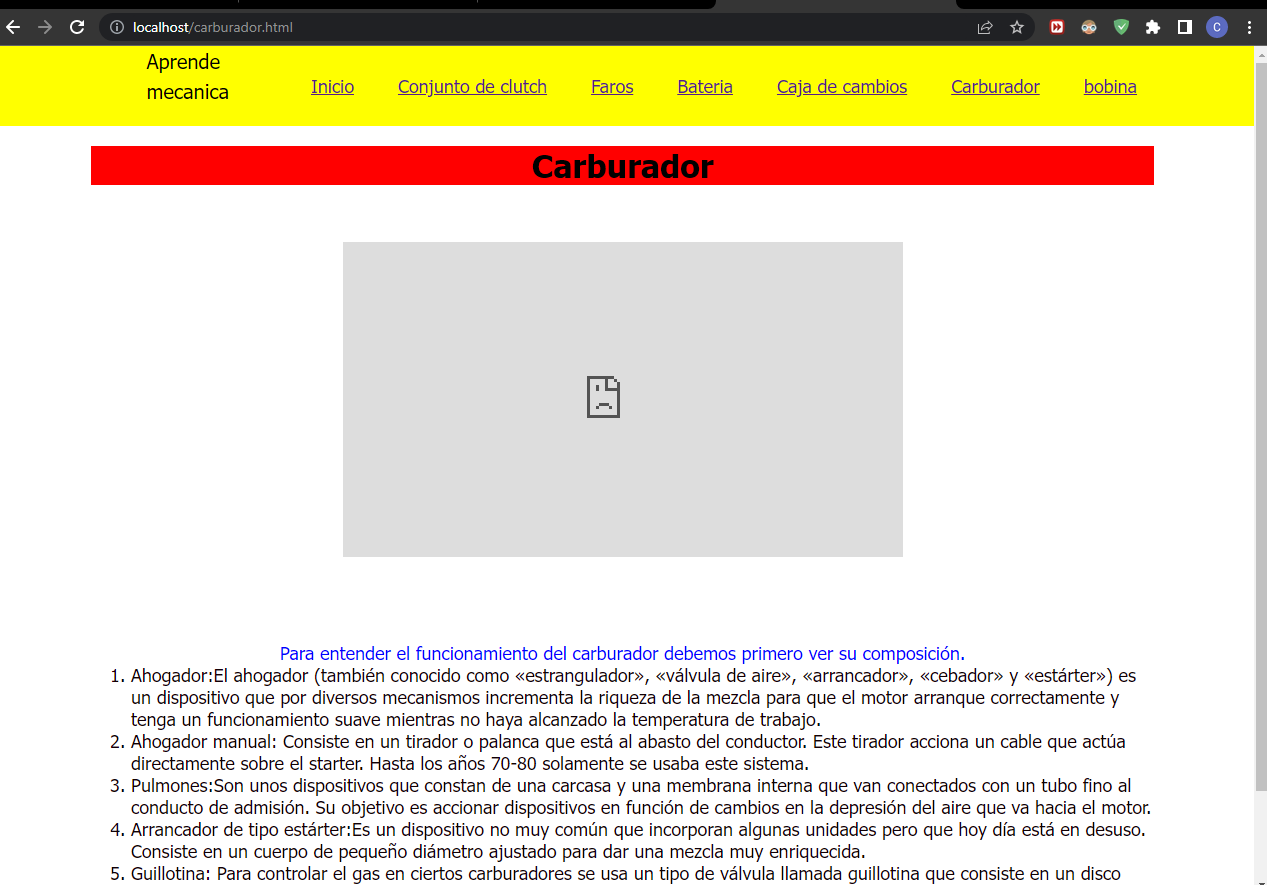 localhost/carburador.html
C
Aprende
mecanica
Inicio
Conjunto de clutch
Faros
Bateria
Caja de cambios
Carburador
bobina
Carburador
Para entender el funcionamiento del carburador debemos primero ver su composición.
1. Ahogador:El ahogador (también conocido como «estrangulador», «válvula de aire», «arrancador», «cebador» y «estárter») es
un dispositivo que por diversos mecanismos incrementa la riqueza de la mezcla para que el motor arranque correctamente y
tenga un funcionamiento suave mientras no haya alcanzado la temperatura de trabajo.
2. Ahogador manual: Consiste en un tirador o palanca que está al abasto del conductor. Este tirador acciona un cable que actúa
directamente sobre el starter. Hasta los años 70-80 solamente se usaba este sistema.
3. Pulmones:Son unos dispositivos que constan de una carcasa y una membrana interna que van conectados con un tubo fino al
conducto de admisión. Su objetivo es accionar dispositivos en función de cambios en la depresión del aire que va hacia el motor.
4. Arrancador de tipo estárter:Es un dispositivo no muy común que incorporan algunas unidades pero que hoy día está en desuso.
Consiste en un cuerpo de pequeño diámetro ajustado para dar una mezcla muy enriquecida.
5. Guillotina: Para controlar el gas en ciertos carburadores se usa un tipo de válvula llamada guillotina que consiste en un disco